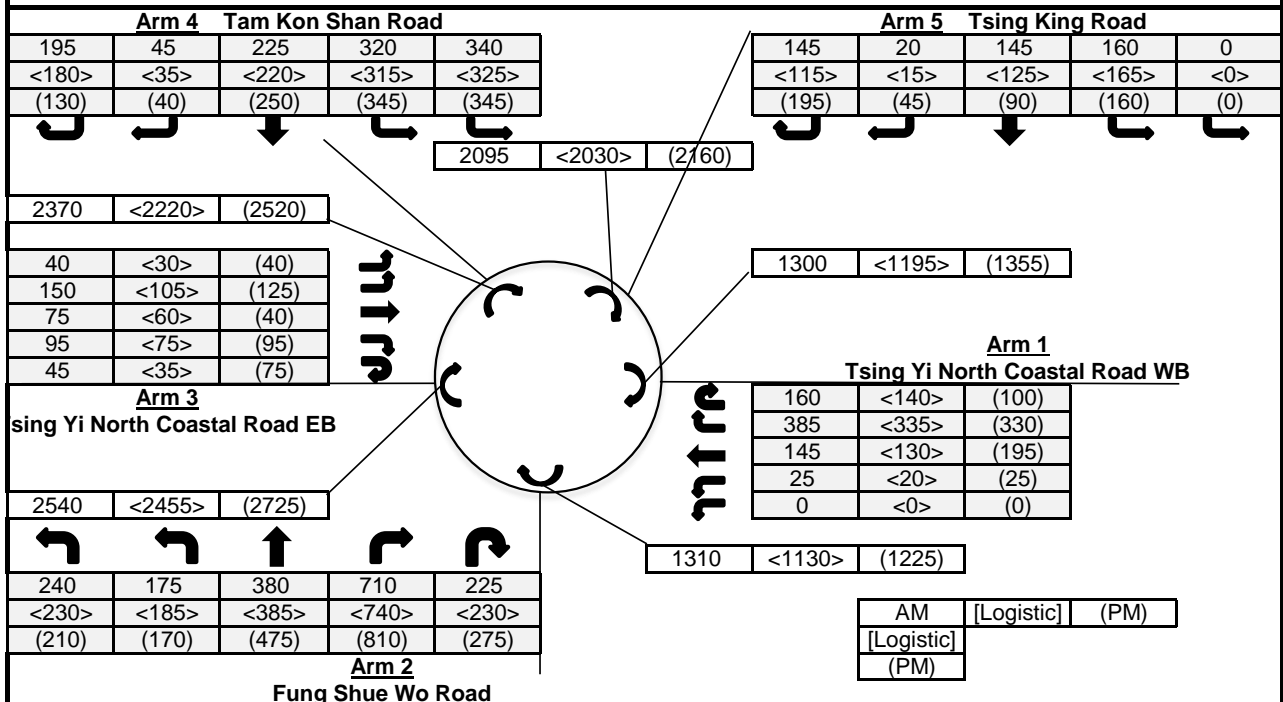 Arm 4 Tam Kon Shan Road
Arm 5 Tsing King Road
195 45 225 320 340
145 20 145 160 0
<180> <35> <220> <315> <325>
<115> <15> <125> <165> <0>
(130) (40) (250) (345) (345)
(195) (45) (90) (160) (0)
2095 <2030> (2160)
2370 <2220> (2520)
40 <30> (40)
1300 <1195> (1355)
150 <105> (125)
75 <60> (40)
95 <75> (95)
45 <35> (75)
Arm 1
Tsing Yi North Coastal Road WB
Arm 3
sing Yi North Coastal Road EB
160 <140> (100)
385 <335> (330)
145 <130> (195)
25 <20> (25)
0 <0> (0)
2540 <2455> (2725)
1310 <1130> (1225)
240 175 380 710 225
<230> <185> <385> <740> <230>
(210) (170) (475) (810) (275)
AM [Logistic] (PM)
[Logistic]
(PM)
Arm 2
Fung Shue Wo Road